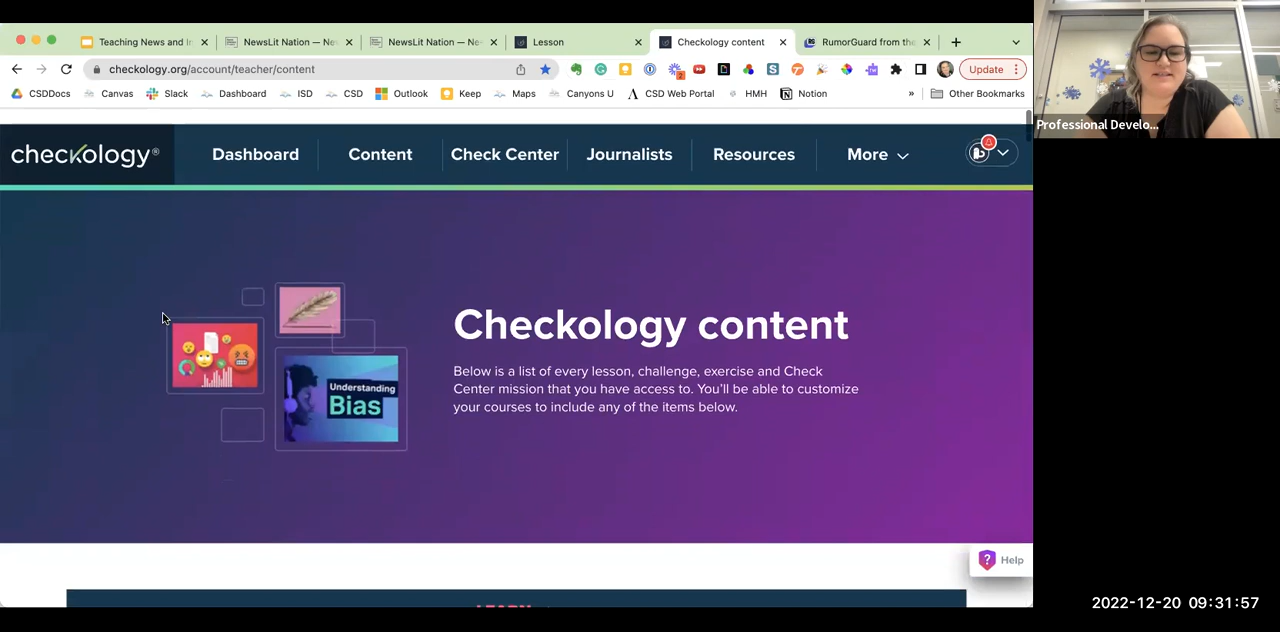 Teaching News and In
NewsLit Nation — Ne
NewsLit Nation — Ne
Lesson
Checkology content
RumorGuard from the
checkology.org/account/teacher/content
2
Update
CSDDocs
Canvas
Slack
Dashboard
ISD
CSD
Outlook
Keep
Maps
Canyons U
CSD Web Portal
HMH
Notion
»
Other Bookmarks
Professional Develo...
checkology®
Dashboard
Content
Check Center
Journalists
Resources
More
Understanding
Bias
Checkology content
Below is a list of every lesson, challenge, exercise and Check
Center mission that you have access to. You'll be able to customize
your courses to include any of the items below.
? Help
LEARN
2022-12-20 09:31:57